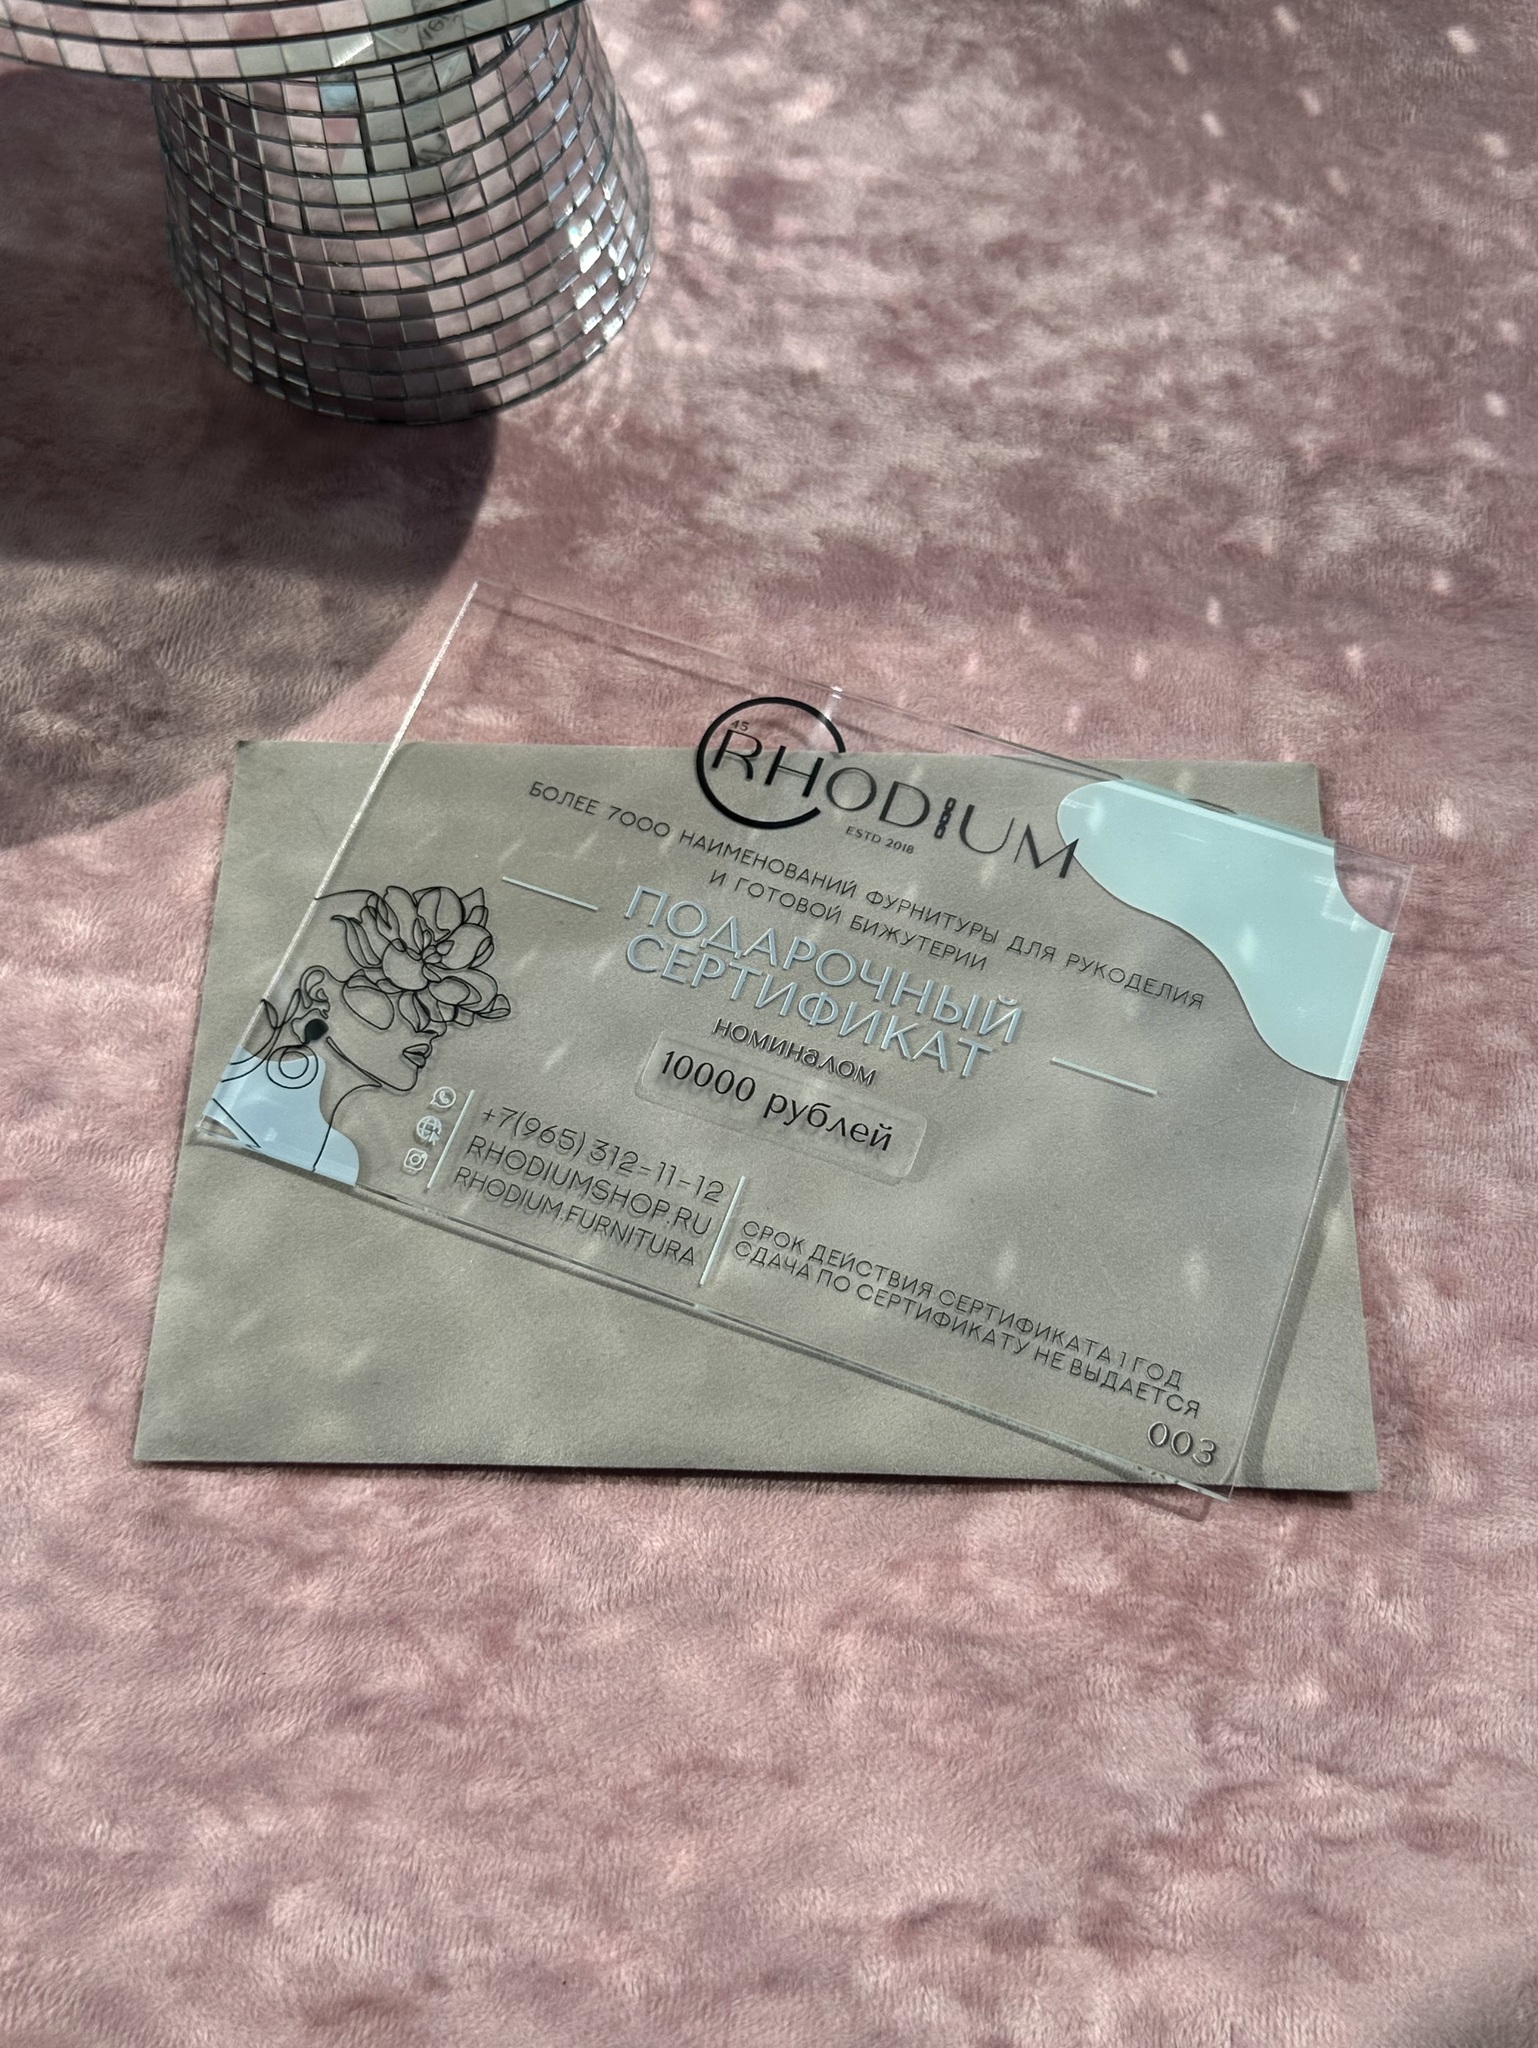 45
RHODIUM
ESTD 2018
БОЛЕЕ 7000 НАИМЕНОВАНИЙ ФУРНИТУРЫ ДЛЯ РУКОДЕЛИЯ
И ГОТОВОЙ БИЖУТЕРИИ
ПОДАРОЧНЫЙ
СЕРТИФИКАТ
номиналом
10000 рублей
+7(965) 312-11-12
RHODIUMSHOP.RU
RHODIUM.FURNITURA
СРОК ДЕЙСТВИЯ СЕРТИФИКАТА 1 ГОД
СДАЧА ПО СЕРТИФИКАТУ НЕ ВЫДАЕТСЯ
003